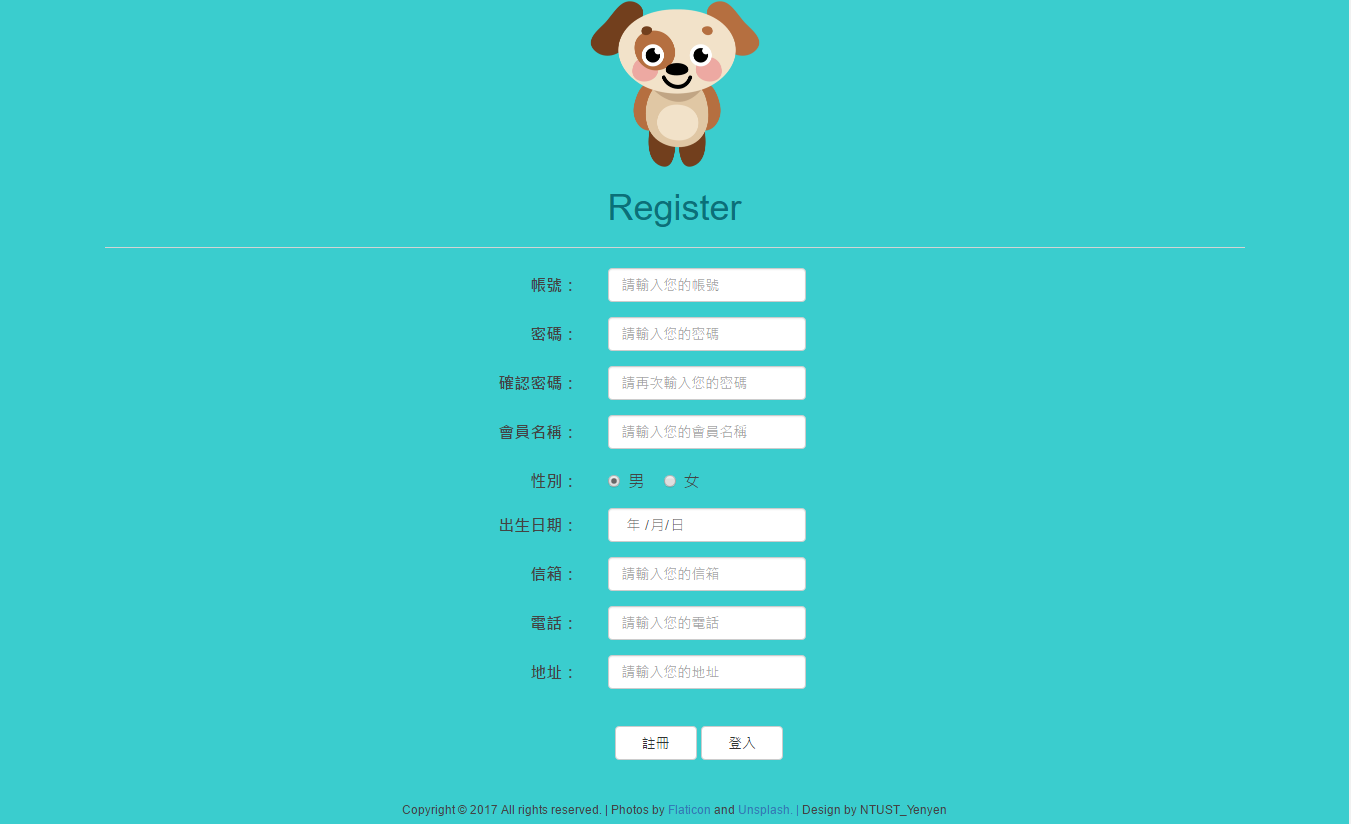 Register
帳號： 請輸入您的帳號
密碼： 請輸入您的密碼
確認密碼： 請再次輸入您的密碼
會員名稱： 請輸入您的會員名稱
性別： 男 女
出生日期： 年 /月/日
信箱： 請輸入您的信箱
電話： 請輸入您的電話
地址： 請輸入您的地址
註冊 登入
Copyright © 2017 All rights reserved. | Photos by Flaticon and Unsplash. | Design by NTUST_Yenyen